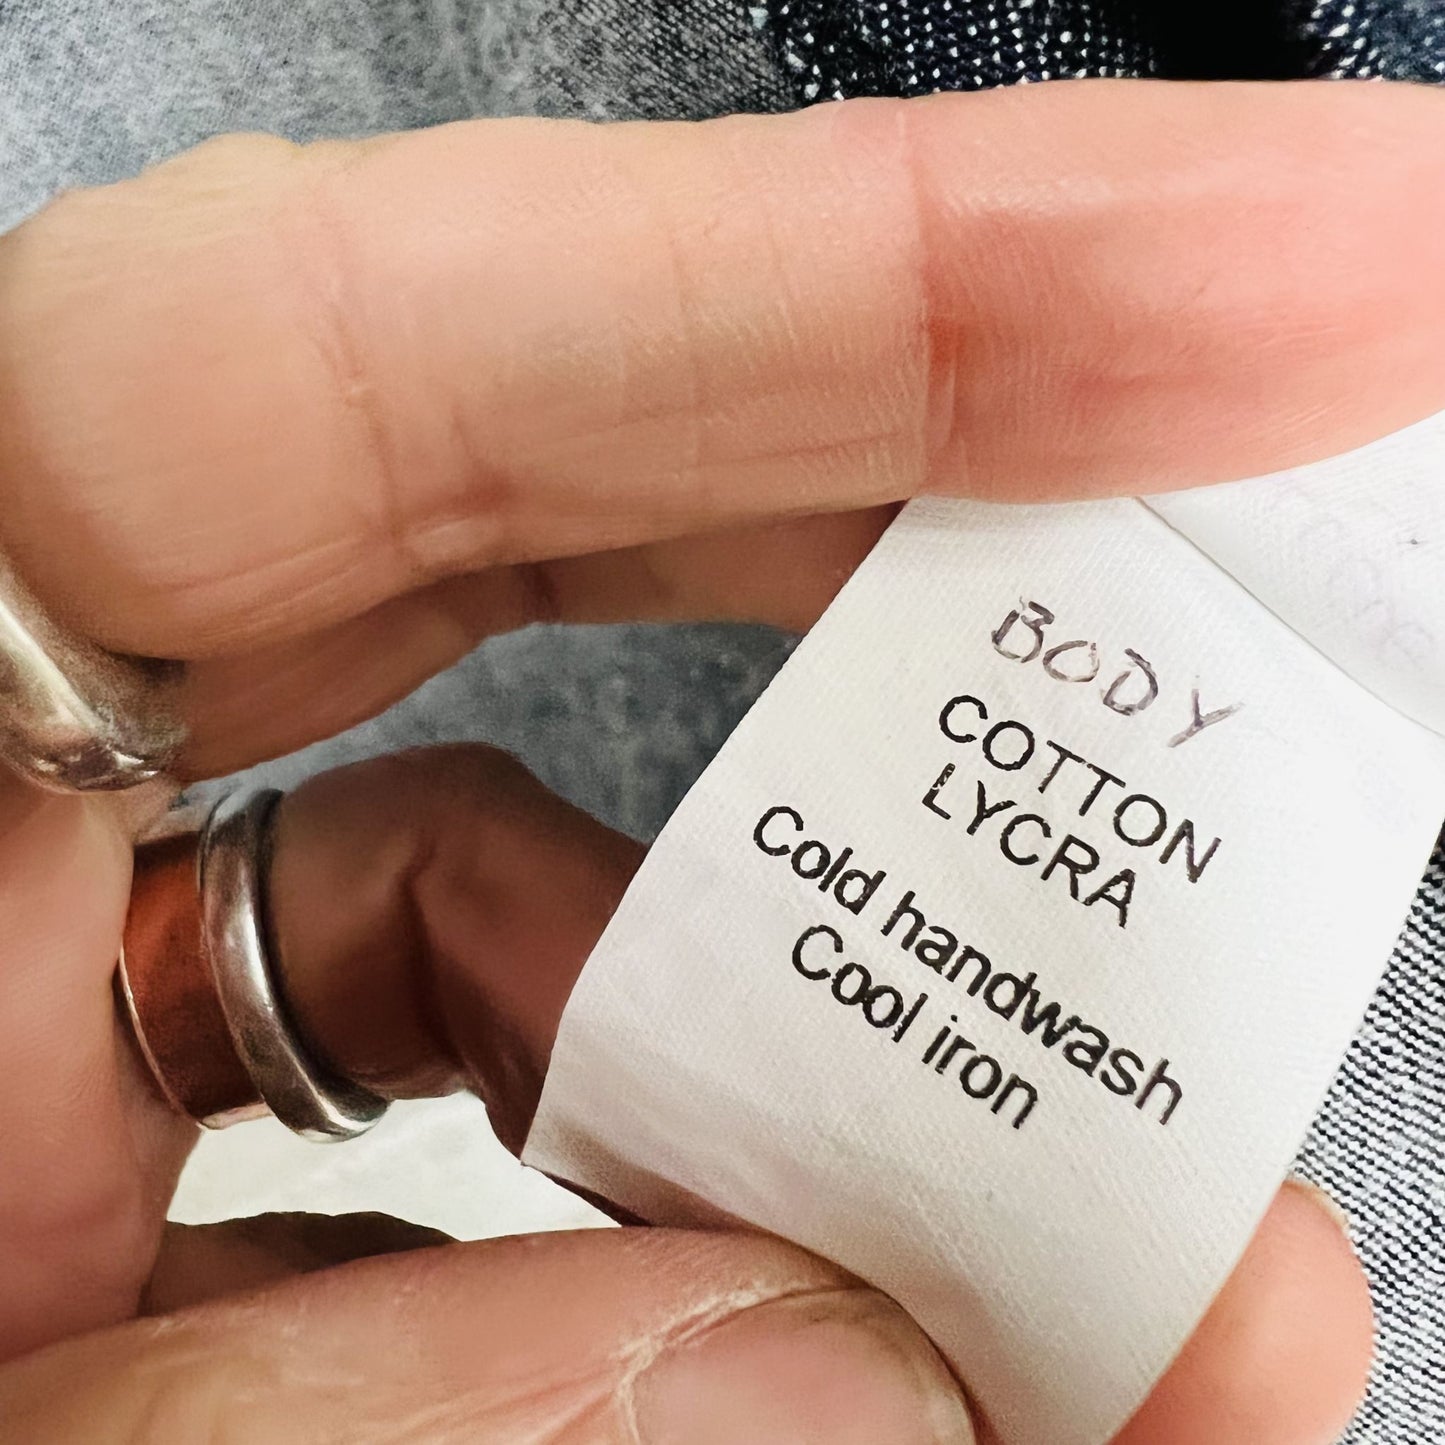 BODY
COTTON
LYCRA
Cold handwash
Cool iron